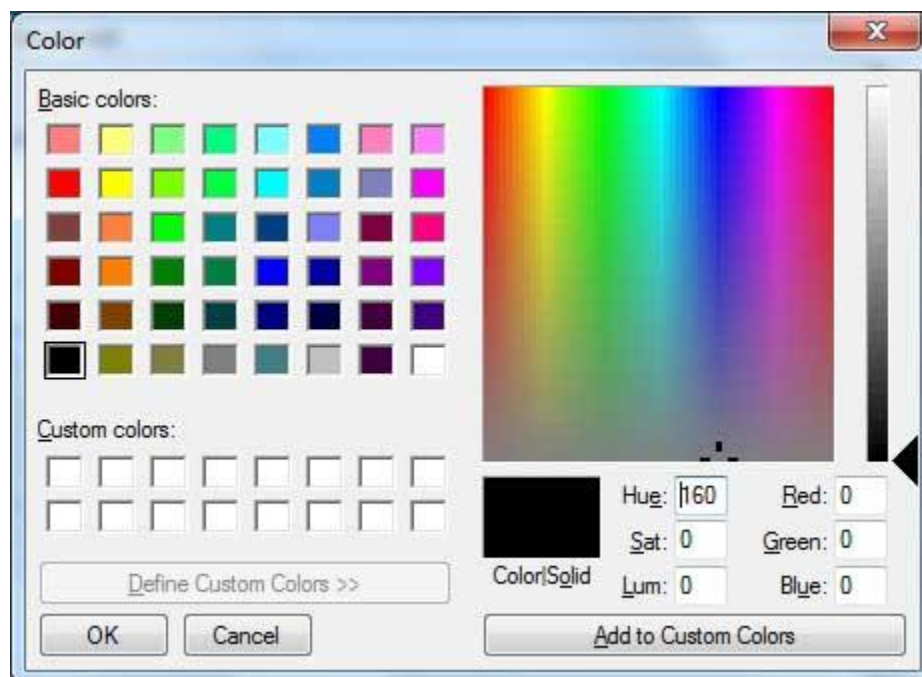 Color
Basic colors:
Custom colors:
Define Custom Colors >>
OK Cancel
Color|Solid
Hue: 160 Red: 0
Sat: 0 Green: 0
Lum: 0 Blue: 0
Add to Custom Colors